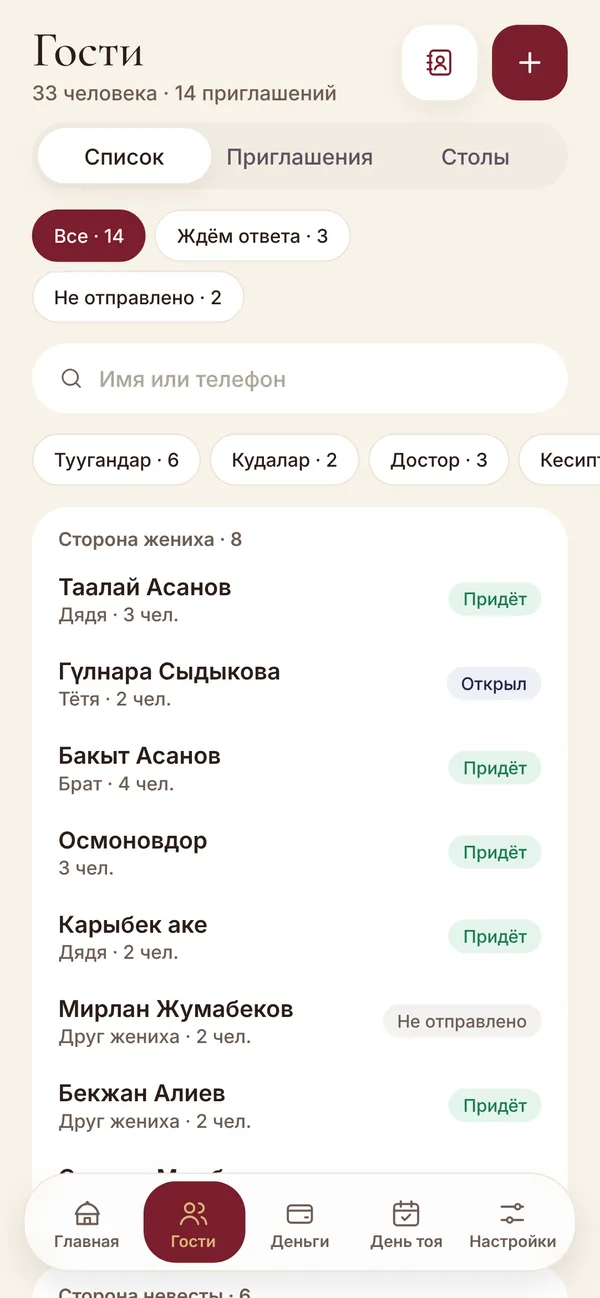 Гости
33 человека · 14 приглашений
Список Приглашения Столы
Все · 14 Ждём ответа · 3
Не отправлено · 2
Имя или телефон
Туугандар · 6 Кудалар · 2 Достор · 3
Сторона жениха · 8
Таалай Асанов
Придёт
Дядя · 3 чел.
Гүлнара Сыдыкова
Открыл
Тётя · 2 чел.
Бакыт Асанов
Придёт
Брат · 4 чел.
Осмоновдор
Придёт
3 чел.
Карыбек аке
Придёт
Дядя · 2 чел.
Мирлан Жумабеков
Не отправлено
Друг жениха · 2 чел.
Бекжан Алиев
Придёт
Друг жениха · 2 чел.
Главная Гости Деньги День тоя Настройки
Сторона невесты · 6